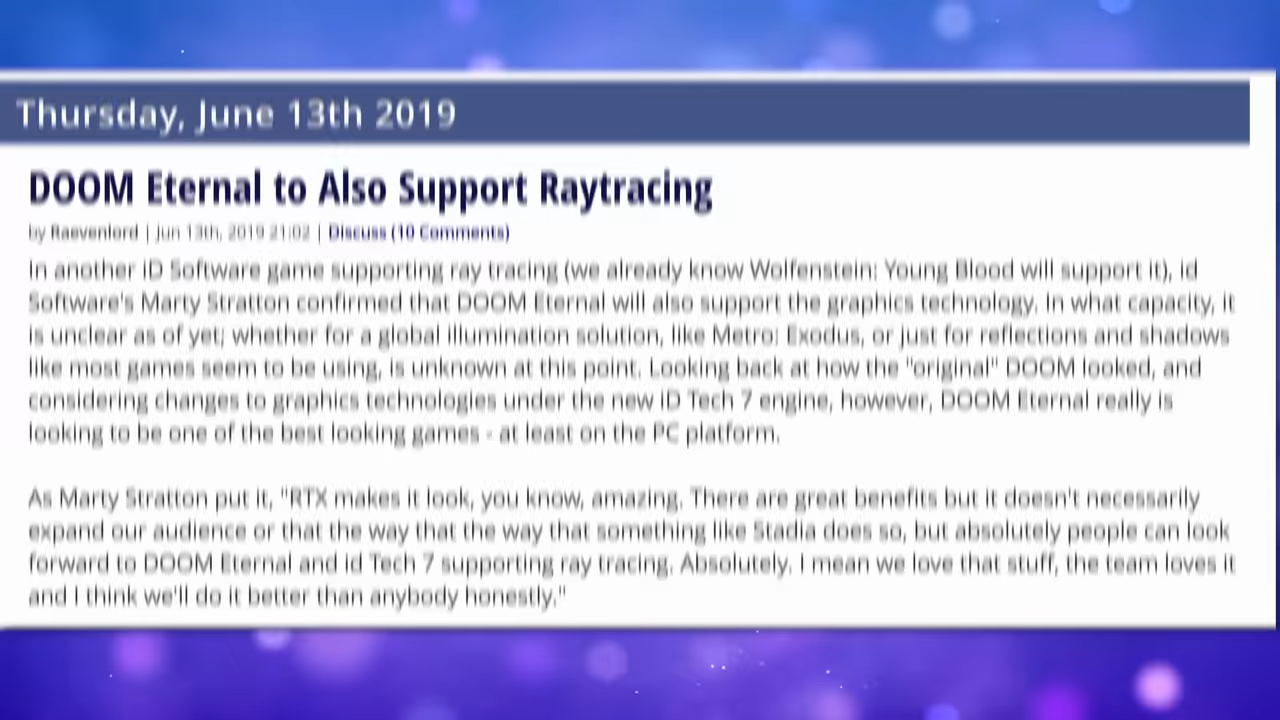 Thursday, June 13th 2019
DOOM Eternal to Also Support Raytracing
by Raevenlord | Jun 13th, 2019 21:02 | Discuss (10 Comments)
In another iD Software game supporting ray tracing (we already know Wolfenstein: Young Blood will support it), id
Software's Marty Stratton confirmed that DOOM Eternal will also support the graphics technology. In what capacity, it
is unclear as of yet; whether for a global illumination solution, like Metro: Exodus, or just for reflections and shadows
like most games seem to be using, is unknown at this point. Looking back at how the "original" DOOM looked, and
considering changes to graphics technologies under the new iD Tech 7 engine, however, DOOM Eternal really is
looking to be one of the best looking games - at least on the PC platform.
As Marty Stratton put it, "RTX makes it look, you know, amazing. There are great benefits but it doesn't necessarily
expand our audience or that the way that the way that something like Stadia does so, but absolutely people can look
forward to DOOM Eternal and id Tech 7 supporting ray tracing. Absolutely. I mean we love that stuff, the team loves it
and I think we'll do it better than anybody honestly."